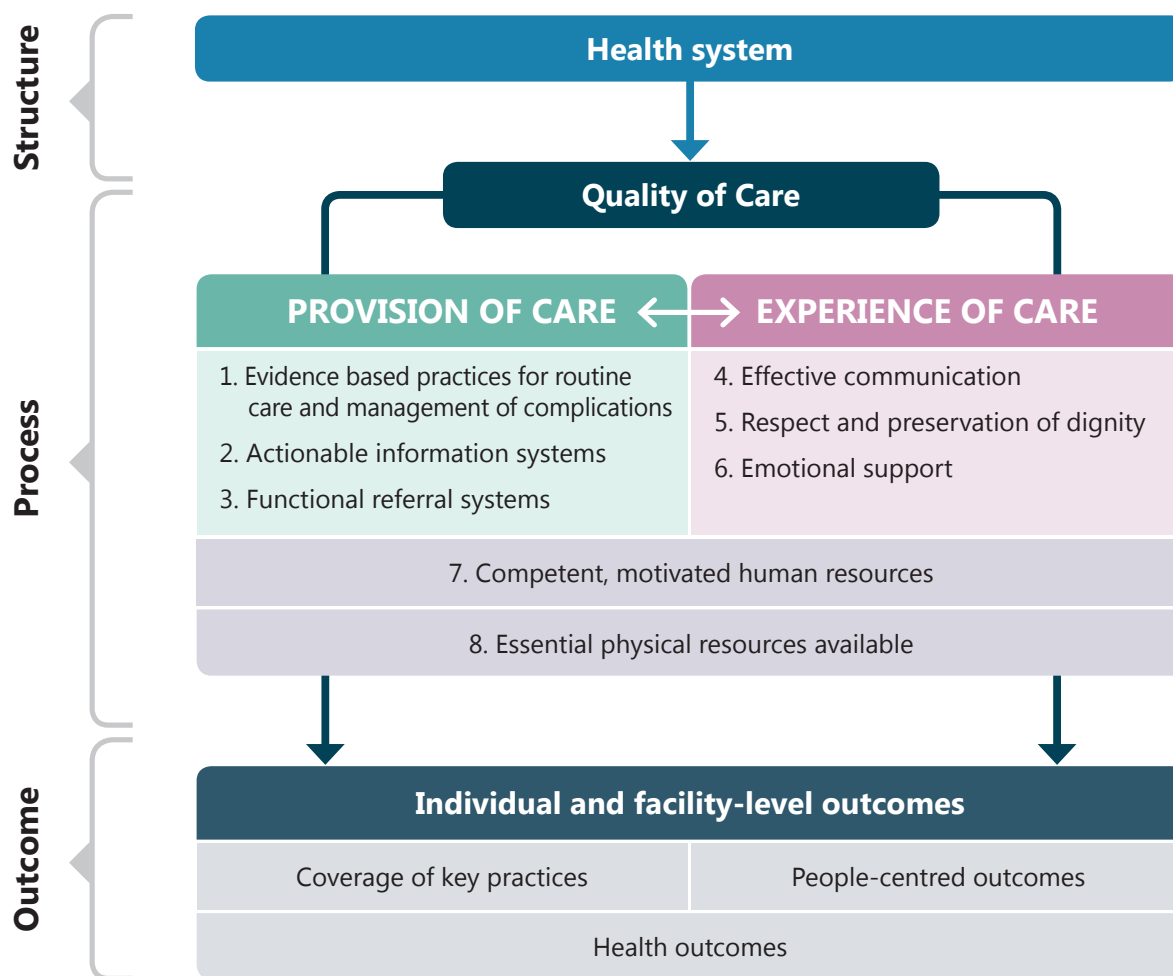 Structure
Health system
Process
Quality of Care
PROVISION OF CARE
1. Evidence based practices for routine
care and management of complications
2. Actionable information systems
3. Functional referral systems
EXPERIENCE OF CARE
4. Effective communication
5. Respect and preservation of dignity
6. Emotional support
7. Competent, motivated human resources
8. Essential physical resources available
Outcome
Individual and facility-level outcomes
Coverage of key practices
People-centred outcomes
Health outcomes